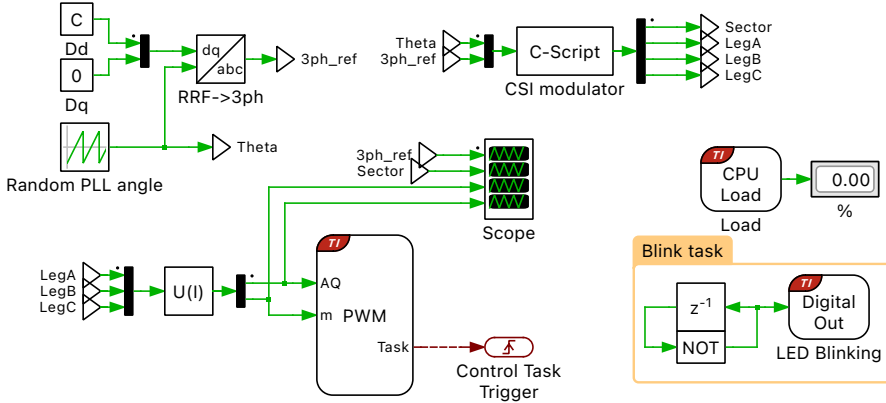 C
Dd
0
Dq
dq
abc
RRF->3ph
3ph_ref
Random PLL angle
Theta
Theta
3ph_ref
C-Script
CSI modulator
Sector
LegA
LegB
LegC
3ph_ref
Sector
Scope
TI
CPU
Load
Load
0.00
%
LegA
LegB
LegC
U(I)
TI
AQ
m
PWM
Task
Control Task
Trigger
Blink task
z-1
NOT
TI
Digital
Out
LED Blinking